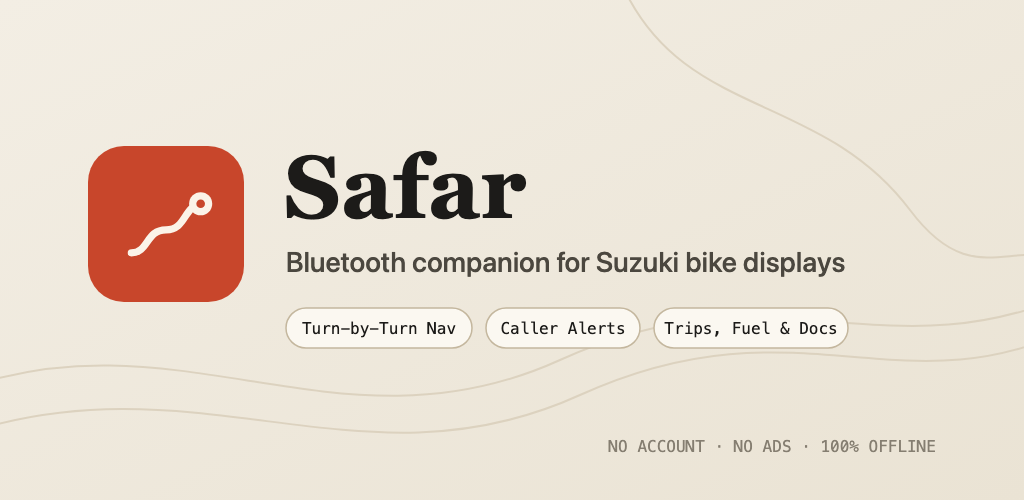 Safar
Bluetooth companion for Suzuki bike displays
Turn-by-Turn Nav Caller Alerts Trips, Fuel & Docs
NO ACCOUNT · NO ADS · 100% OFFLINE